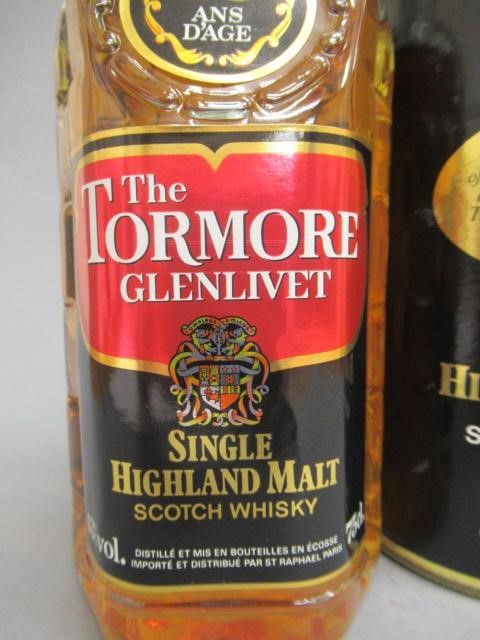 ANS
D'AGE
The
TORMORE
GLENLIVET
SINGLE
HIGHLAND MALT
SCOTCH WHISKY
vol.
75cl.
DISTILLÉ ET MIS EN BOUTEILLES EN ÉCOSSE
IMPORTÉ ET DISTRIBUÉ PAR ST RAPHAEL PARIS